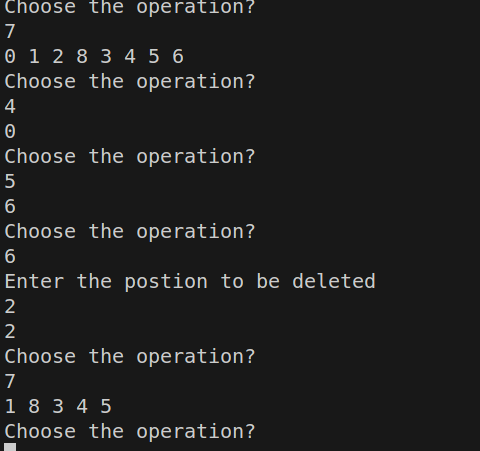 Choose the operation?
7
0 1 2 8 3 4 5 6
Choose the operation?
4
0
Choose the operation?
5
6
Choose the operation?
6
Enter the postion to be deleted
2
2
Choose the operation?
7
1 8 3 4 5
Choose the operation?